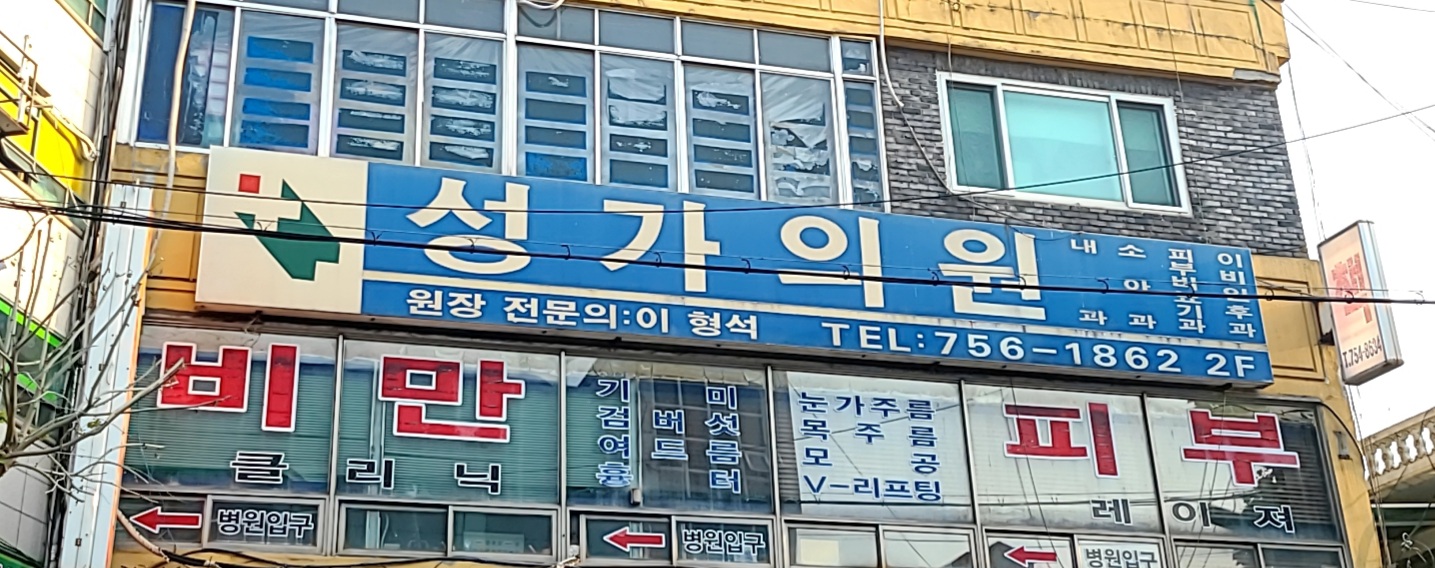 성가의원
내과 소아과 피부비뇨기과 이비인후과
원장 전문의:이 형석 TEL:756-1862 2F
T.754-8604
비만
클리닉
기미
검버섯
여드름
흉터
눈가주름
목주름
모공
V-리프팅
피부
레이저
병원입구
병원입구
병원입구